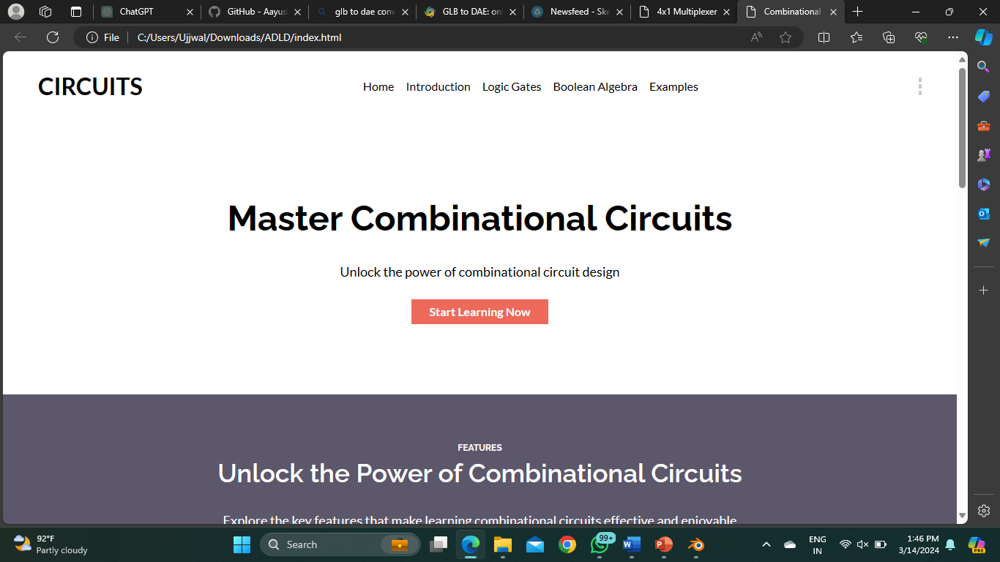 ChatGPT
GitHub - Aayus
glb to dae conv
GLB to DAE: onl
Newsfeed - Ske
4x1 Multiplexer
Combinational
File
C:/Users/Ujjwal/Downloads/ADLD/index.html
CIRCUITS
Home
Introduction
Logic Gates
Boolean Algebra
Examples
Master Combinational Circuits
Unlock the power of combinational circuit design
Start Learning Now
FEATURES
Unlock the Power of Combinational Circuits
Explore the key features that make learning combinational circuits effective and enjoyable
92°F
Partly cloudy
Search
99+
ENG
IN
1:46 PM
3/14/2024
PRE